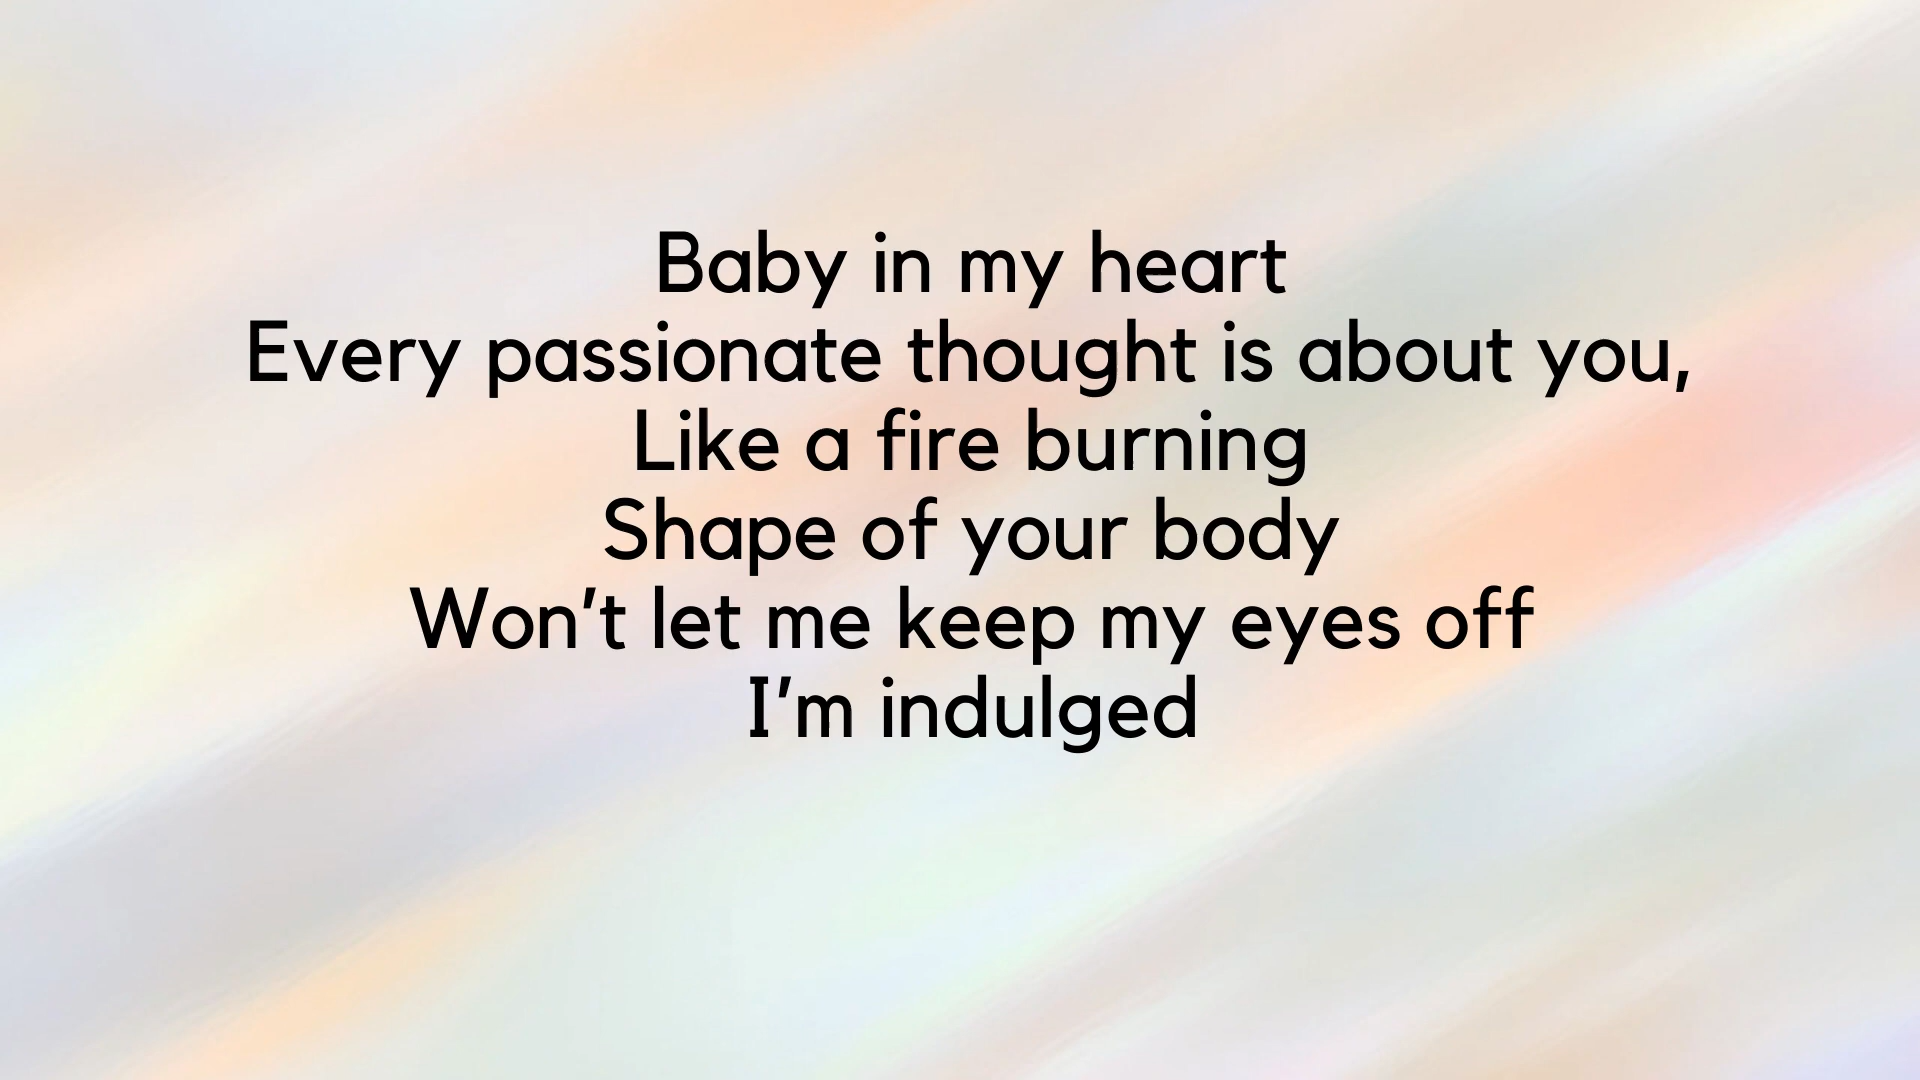 Baby in my heart
Every passionate thought is about you,
Like a fire burning
Shape of your body
Won’t let me keep my eyes off
I’m indulged